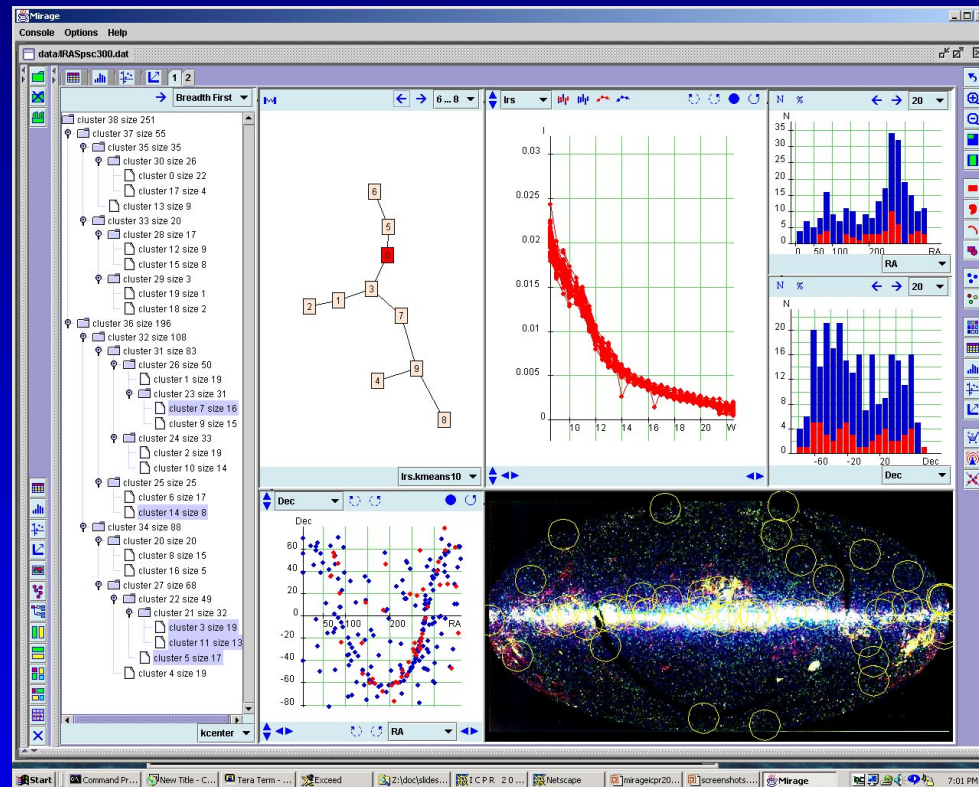 Mirage
Console Options Help
data/IRASpsc300.dat
1 2
Breadth First
cluster 38 size 251
cluster 37 size 55
cluster 35 size 35
cluster 30 size 26
cluster 0 size 22
cluster 17 size 4
cluster 13 size 9
cluster 33 size 20
cluster 28 size 17
cluster 12 size 9
cluster 15 size 8
cluster 29 size 3
cluster 19 size 1
cluster 18 size 2
cluster 36 size 196
cluster 32 size 108
cluster 31 size 83
cluster 26 size 50
cluster 1 size 19
cluster 23 size 31
cluster 7 size 16
cluster 9 size 15
cluster 24 size 33
cluster 2 size 19
cluster 10 size 14
cluster 25 size 25
cluster 6 size 17
cluster 14 size 8
cluster 34 size 88
cluster 20 size 20
cluster 8 size 15
cluster 16 size 5
cluster 27 size 68
cluster 22 size 49
cluster 21 size 32
cluster 3 size 19
cluster 11 size 13
cluster 5 size 17
cluster 4 size 19
kcenter
6 ... 8
6
5
3
1
2
7
9
4
8
lrs.kmeans10
lrs
I
0.03
0.025
0.02
0.015
0.01
0.005
0
10 12 14 16 18 20 W
N %
20
N
35
30
25
20
15
10
5
0
0 50 100 200 RA
RA
N %
20
N
20
16
12
8
4
0
-60 -20 20 Dec
Dec
Dec
Dec
60
40
20
0
-20
-40
-60
-80
50 100 200 RA
RA
Start
Command Pr...
New Title - C...
Tera Term - ...
Exceed
Z:\doc\slides...
I C P R 2 0 ...
Netscape
mirageicpr20...
screenshots....
Mirage
7:01 PM